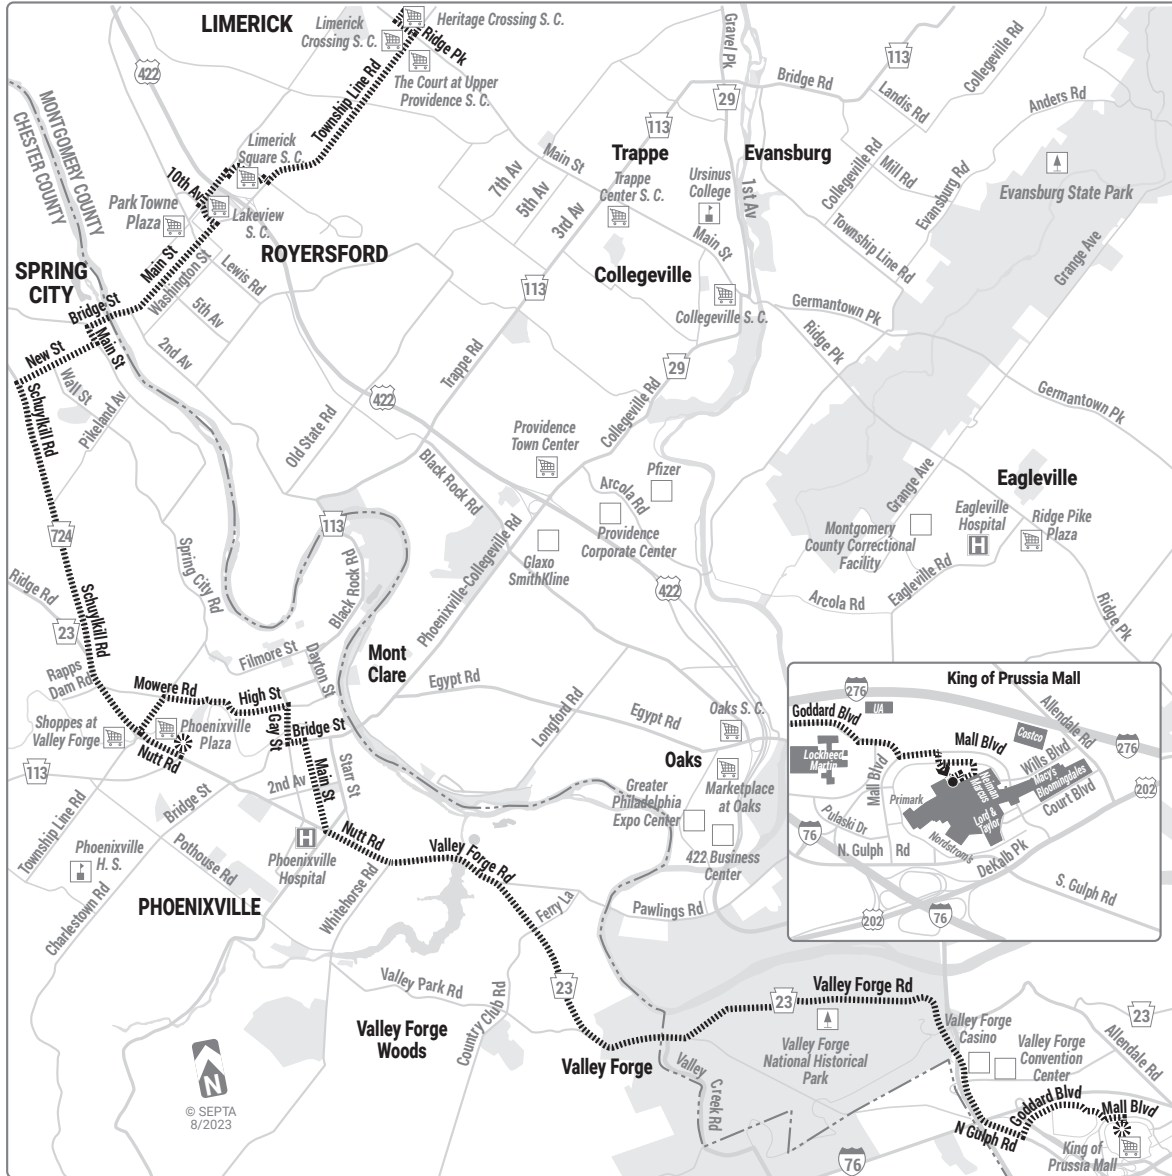 LIMERICK
Limerick
Crossing S. C.
Heritage Crossing S. C.
Ridge Pk
The Court at Upper
Providence S. C.
Township Line Rd
422
MONTGOMERY COUNTY
CHESTER COUNTY
Limerick
Square S. C.
10th Av
Park Towne
Plaza
Lakeview
S. C.
ROYERSFORD
Main St
Washington St
Lewis Rd
5th Av
2nd Av
SPRING
CITY
Bridge St
Main St
New St
Wall St
Pikeland Av
Schuylkill Rd
Gravel Pk
29
113
Bridge Rd
113
Landis Rd
Collegeville Rd
Anders Rd
Main St
7th Av
5th Av
3rd Av
Trappe
Trappe
Center S. C.
Ursinus
College
1st Av
Evansburg
Collegeville Rd
Mill Rd
Evansburg Rd
Evansburg State Park
Township Line Rd
Grange Ave
Main St
Collegeville
Collegeville S. C.
113
Germantown Pk
Ridge Pk
Germantown Pk
Trappe Rd
29
Collegeville Rd
422
Old State Rd
Providence
Town Center
Black Rock Rd
Pfizer
Arcola Rd
Providence
Corporate Center
Glaxo
SmithKline
Phoenixville-Collegeville Rd
422
Grange Ave
Eagleville
Eagleville
Hospital
H
Ridge Pike
Plaza
Montgomery
County Correctional
Facility
Eagleville Rd
Arcola Rd
Ridge Pk
113
Black Rock Rd
724
Spring City Rd
Ridge Rd
23
Schuylkill Rd
Rapps
Dam Rd
Filmore St
Dayton St
Mont
Clare
Egypt Rd
Longford Rd
Egypt Rd
Mowere Rd
High St
Gay St
Bridge St
Shoppes at
Valley Forge
Phoenixville
Plaza
Nutt Rd
113
2nd Av
Main St
Starr St
Bridge St
Township Line Rd
Phoenixville
H. S.
Pothouse Rd
H
Phoenixville
Hospital
Nutt Rd
Whitehorse Rd
Charlestown Rd
PHOENIXVILLE
Valley Forge Rd
Ferry La
Oaks S. C.
Oaks
Marketplace
at Oaks
Greater
Philadelphia
Expo Center
422 Business
Center
Pawlings Rd
King of Prussia Mall
276
Goddard Blvd
UA
Allendale Rd
276
Costco
Mall Blvd
Wills Blvd
Lockheed
Martin
Mall Blvd
Neiman
Marcus
Macy's
Bloomingdales
Court Blvd
202
Primark
Lord &
Taylor
Pulaski Dr
76
N. Gulph Rd
Nordstroms
DeKalb Pk
S. Gulph Rd
202
76
Valley Park Rd
Country Club Rd
23
Valley Forge
Woods
Valley Forge
N
© SEPTA
8/2023
23
Valley Forge Rd
Valley Forge
National Historical
Park
Valley
Creek Rd
Valley Forge
Casino
Valley Forge
Convention
Center
23
Allendale Rd
Goddard Blvd
Mall Blvd
N Gulph Rd
King of
Prussia Mall
76